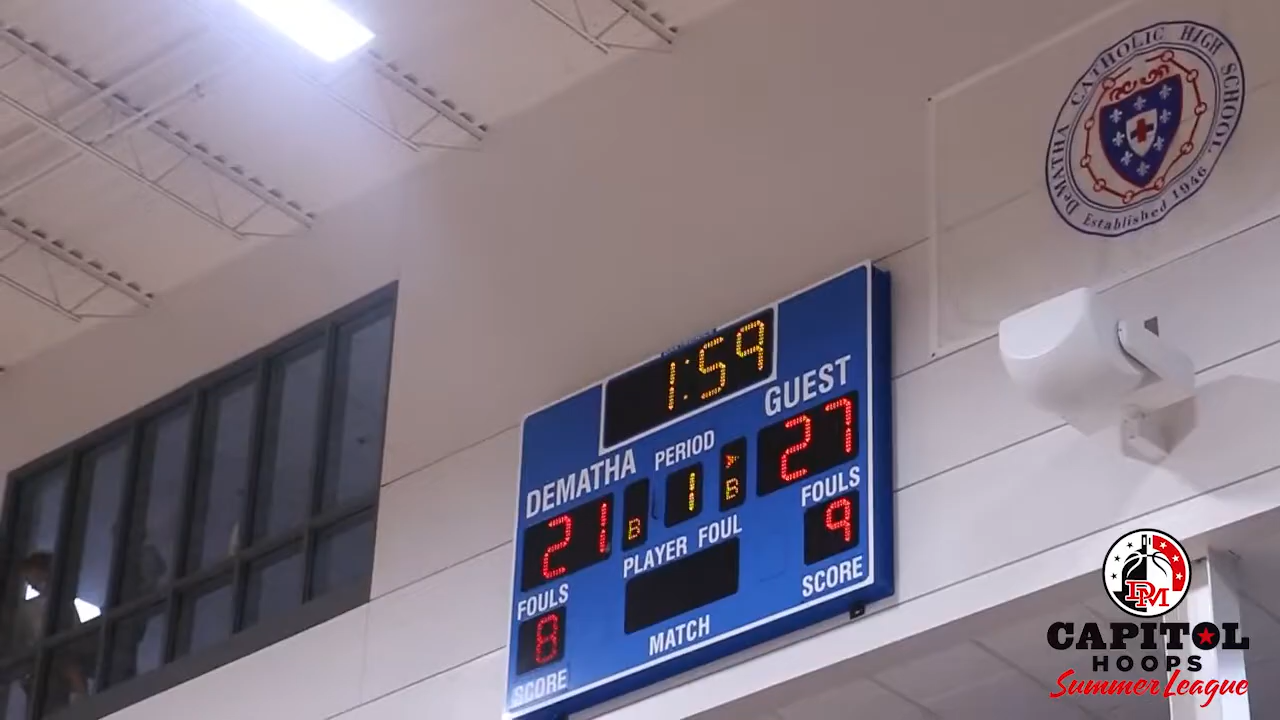 DeMATHA CATHOLIC HIGH SCHOOL
Established 1946
1:59
GUEST
PERIOD
DEMATHA
27
21
B
1
B
FOULS
9
PLAYER FOUL
FOULS
8
SCORE
MATCH
SCORE
DM
CAPITOL
HOOPS
Summer League